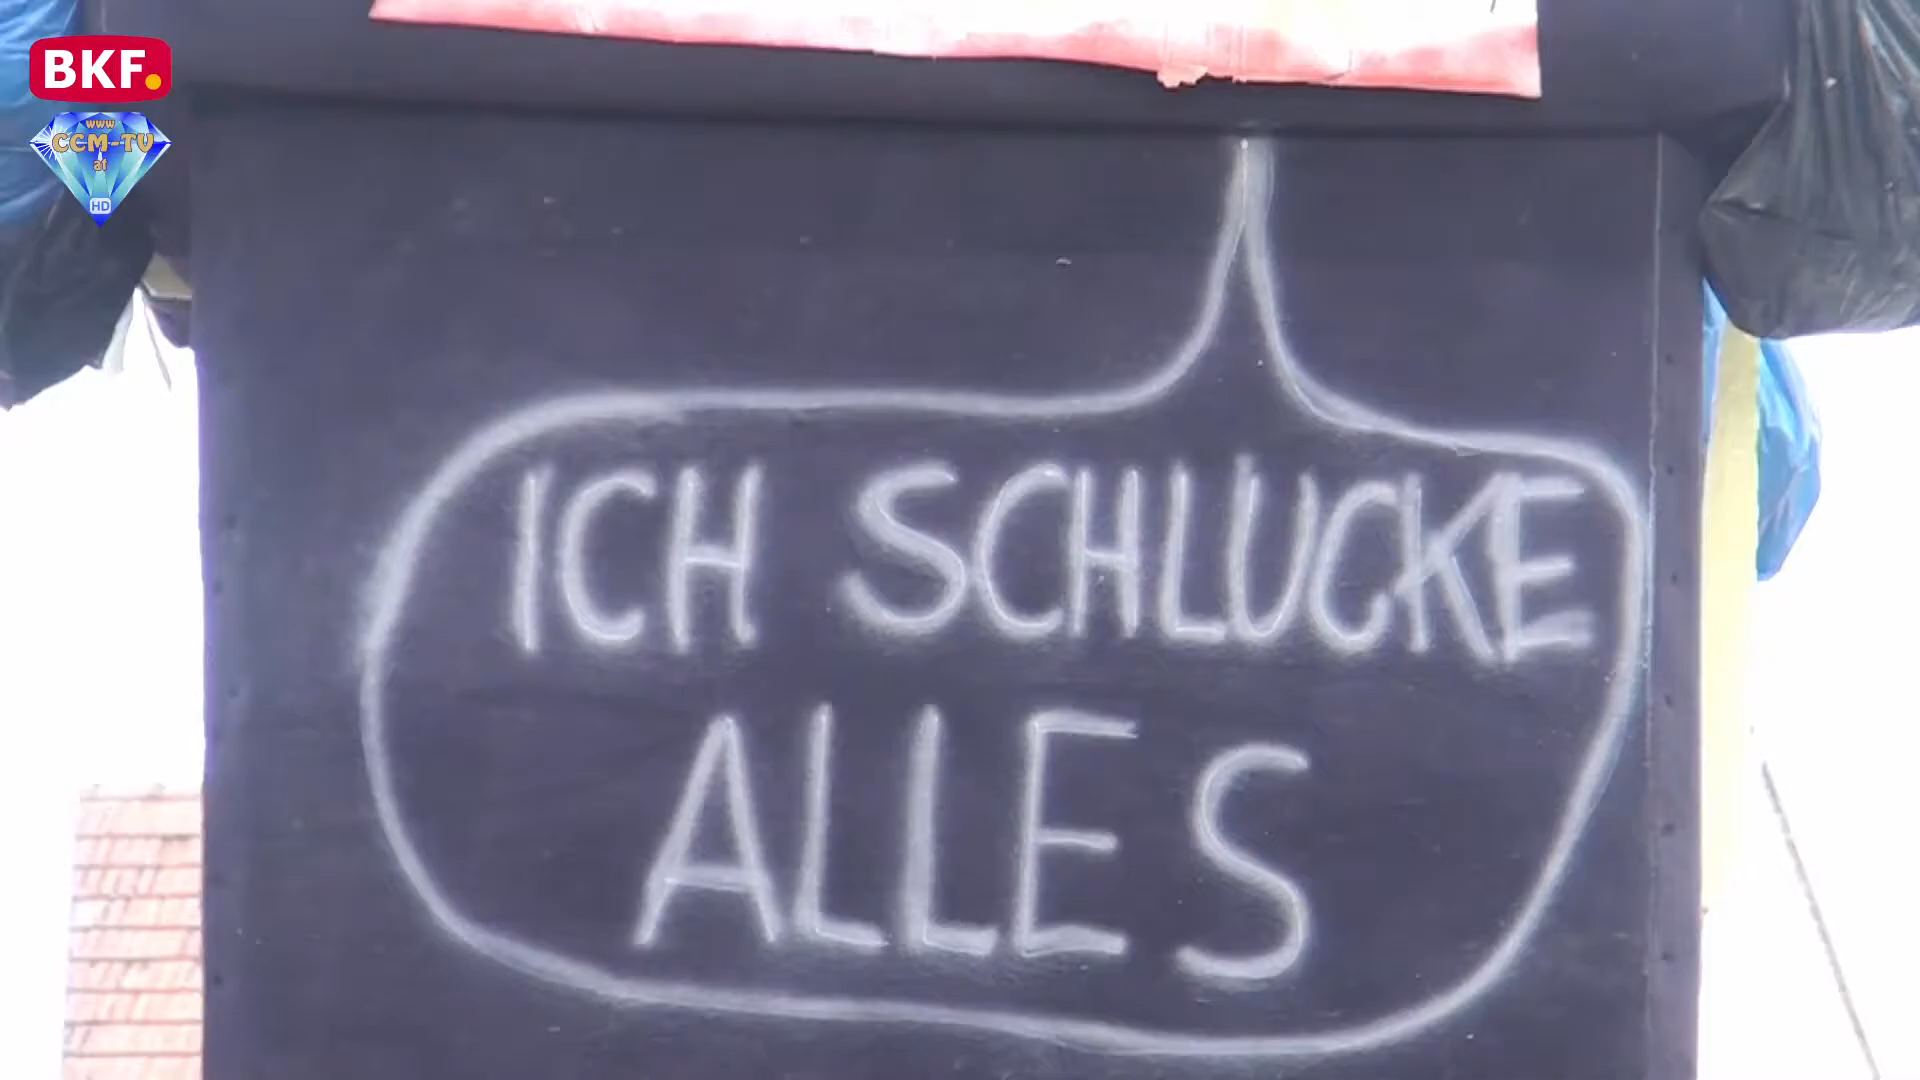 BKF.
www
CCM-TV
at
HD
ICH SCHLUCKE
ALLES